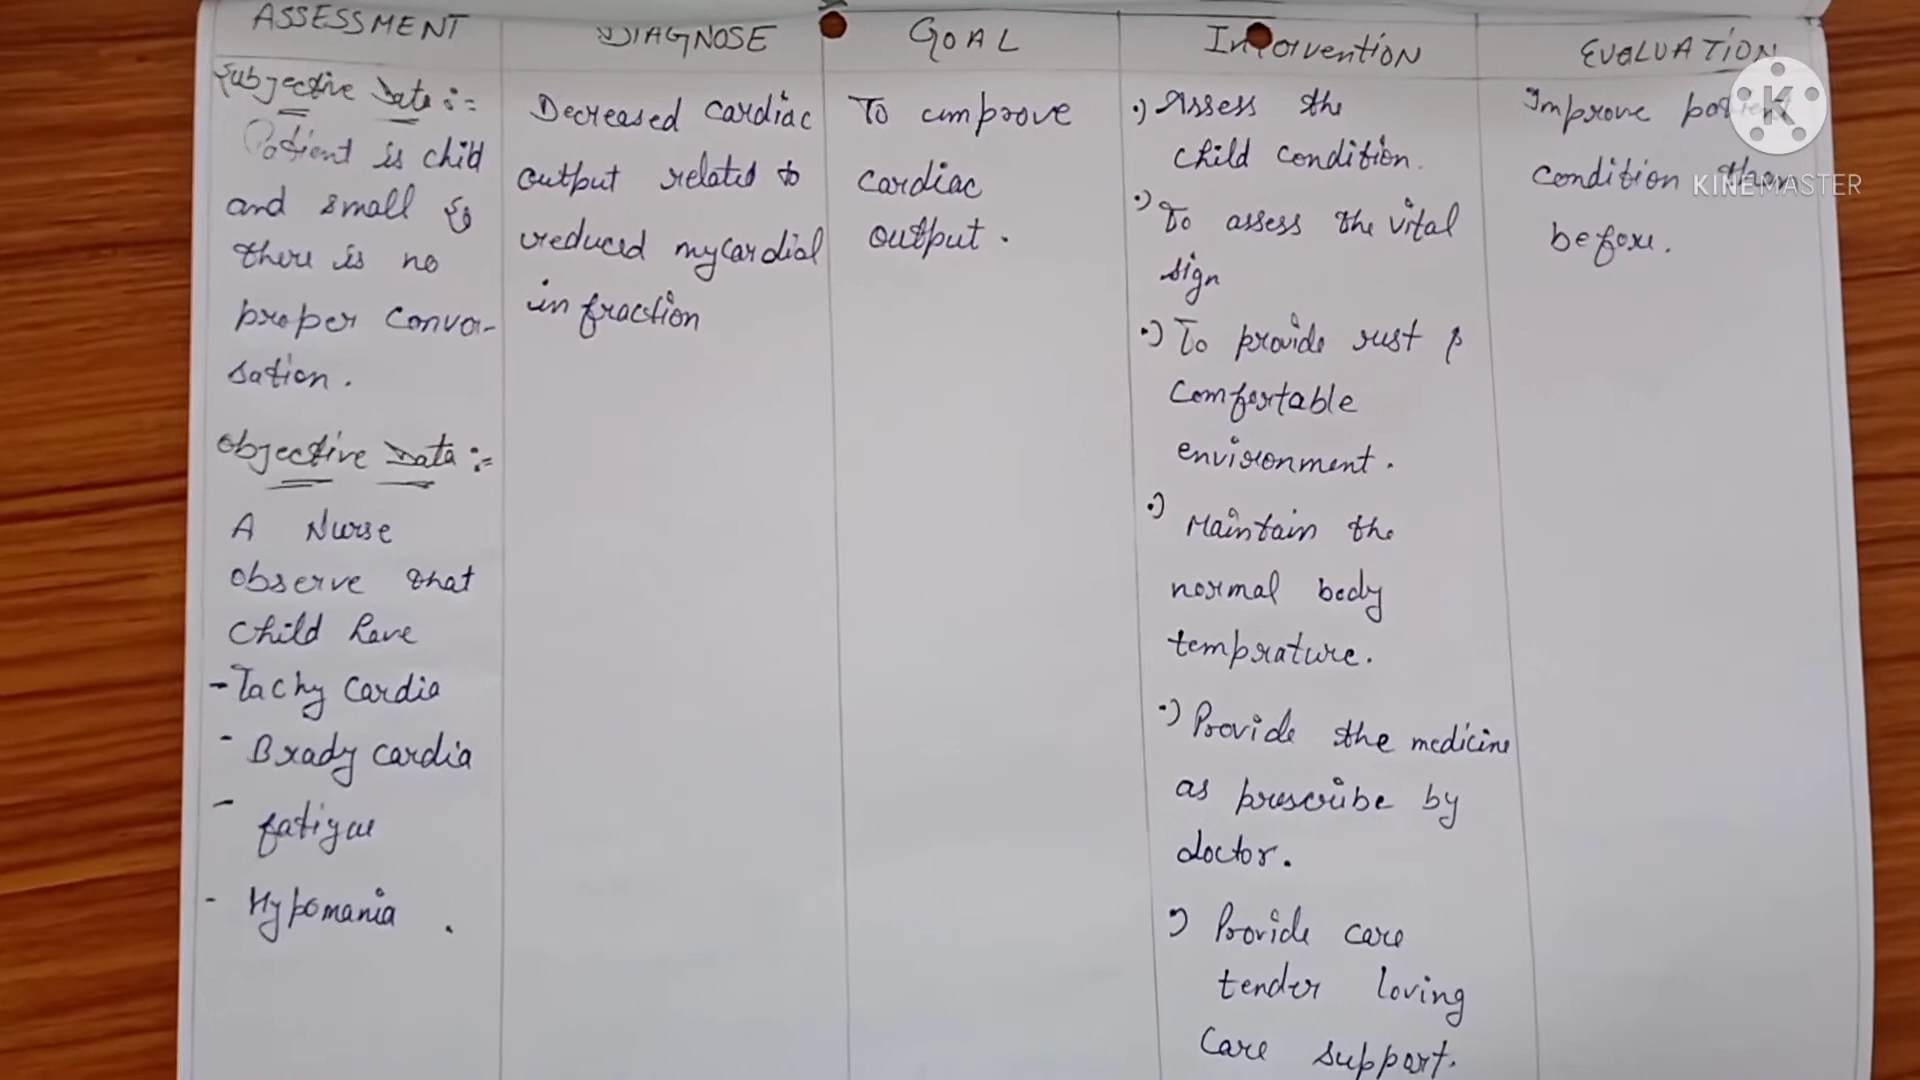 ASSESSMENT
Subjective Data :-
Patient is child
and small so
there is no
proper conver-
sation.
Objective Data :-
A Nurse
observe that
child have
- Tachy cardia
- Brady cardia
- fatigue
- Hypomania .
DIAGNOSE
Decreased cardiac
output related to
reduced mycardial
infraction
GOAL
To improve
cardiac
output .
Intervention
•) Assess the
child condition.
•) To assess the vital
sign
•) To provide rest &
Comfortable
environment .
•) Maintain the
normal body
temprature.
•) Provide the medicine
as prescribe by
doctor.
•) Provide care
tender loving
Care support.
EVALUATION
Improve patient
condition than
before.
K
KINEMASTER